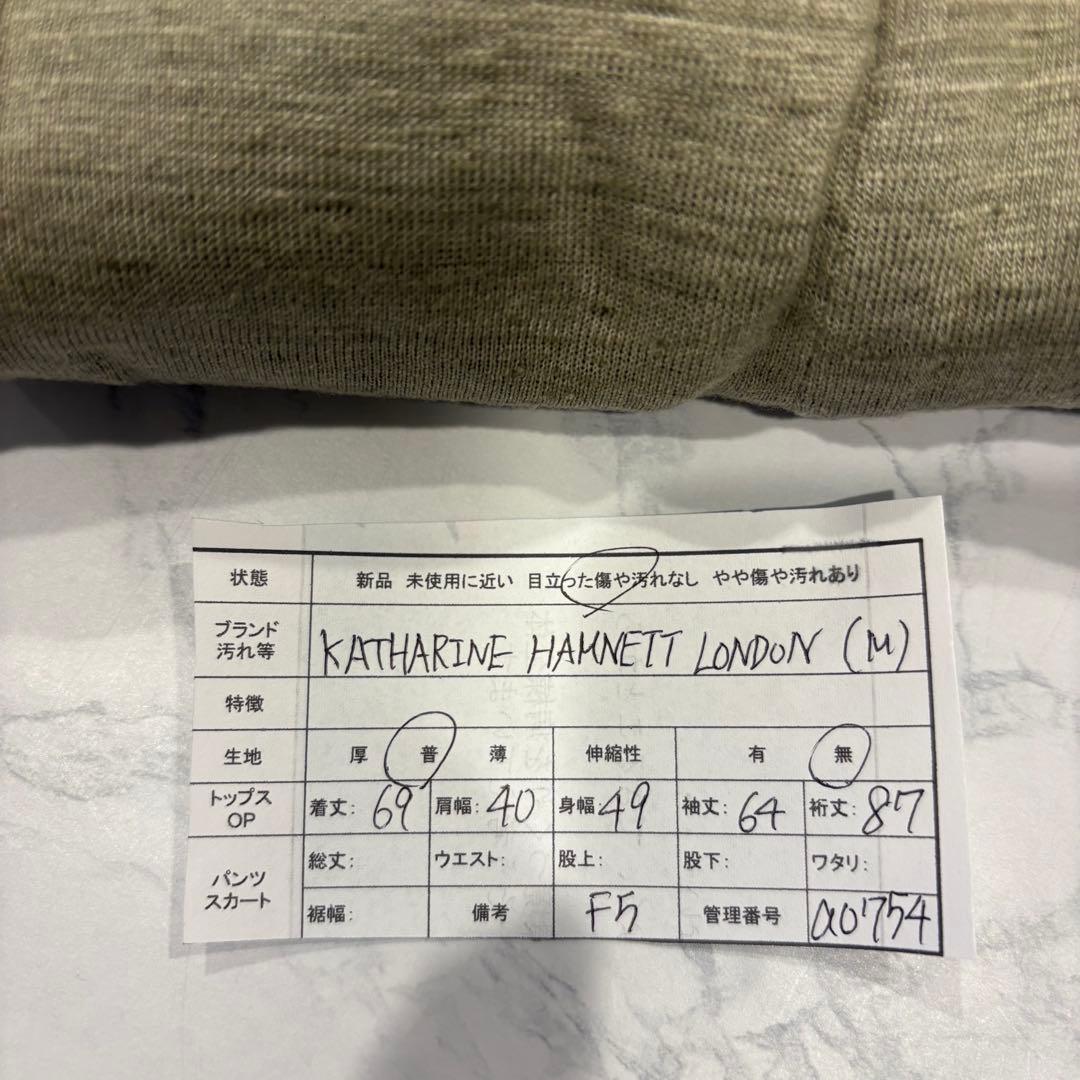 状態 新品 未使用に近い 目立った傷や汚れなし やや傷や汚れあり
ブランド
汚れ等
KATHARINE HAMNETT LONDON (M)
特徴
生地 厚 普 薄 伸縮性 有 無
トップス
OP
着丈: 69 肩幅: 40 身幅: 49 袖丈: 64 裄丈: 87
パンツ
スカート
総丈: ウエスト: 股上: 股下: ワタリ:
裾幅: 備考 F5 管理番号 a0754